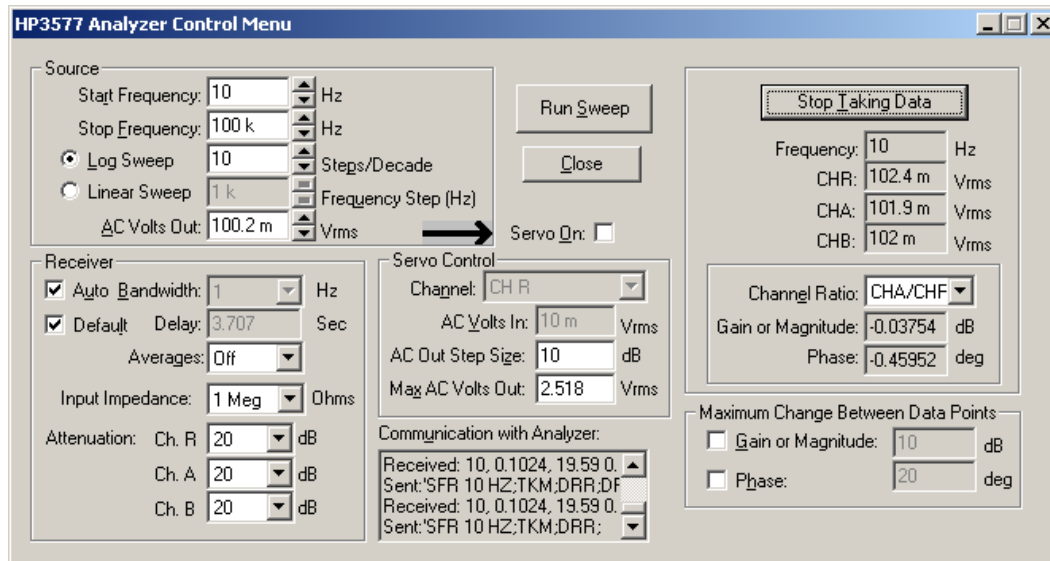 HP3577 Analyzer Control Menu
Source
Start Frequency: 10 Hz
Stop Frequency: 100 k Hz
Log Sweep 10 Steps/Decade
Linear Sweep 1 k Frequency Step (Hz)
AC Volts Out: 100.2 m Vrms
Run Sweep
Close
Servo On:
Receiver
Auto Bandwidth: 1 Hz
Default Delay: 3.707 Sec
Averages: Off
Input Impedance: 1 Meg Ohms
Attenuation: Ch. R 20 dB
Ch. A 20 dB
Ch. B 20 dB
Servo Control
Channel: CH R
AC Volts In: 10 m Vrms
AC Out Step Size: 10 dB
Max AC Volts Out: 2.518 Vrms
Communication with Analyzer:
Received: 10, 0.1024, 19.59 0.
Sent:'SFR 10 HZ;TKM;DRR;DF
Received: 10, 0.1024, 19.59 0.
Sent:'SFR 10 HZ;TKM;DRR;
Stop Taking Data
Frequency: 10 Hz
CHR: 102.4 m Vrms
CHA: 101.9 m Vrms
CHB: 102 m Vrms
Channel Ratio: CHA/CHF
Gain or Magnitude: -0.03754 dB
Phase: -0.45952 deg
Maximum Change Between Data Points
Gain or Magnitude: 10 dB
Phase: 20 deg